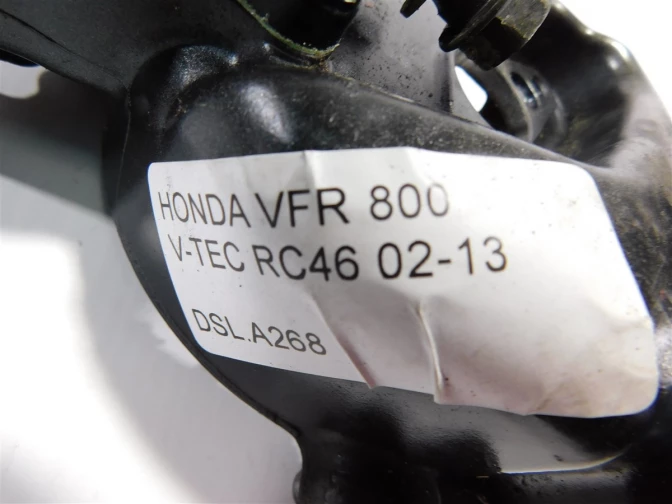 HONDA VFR 800
V-TEC RC46 02-13
DSL.A268